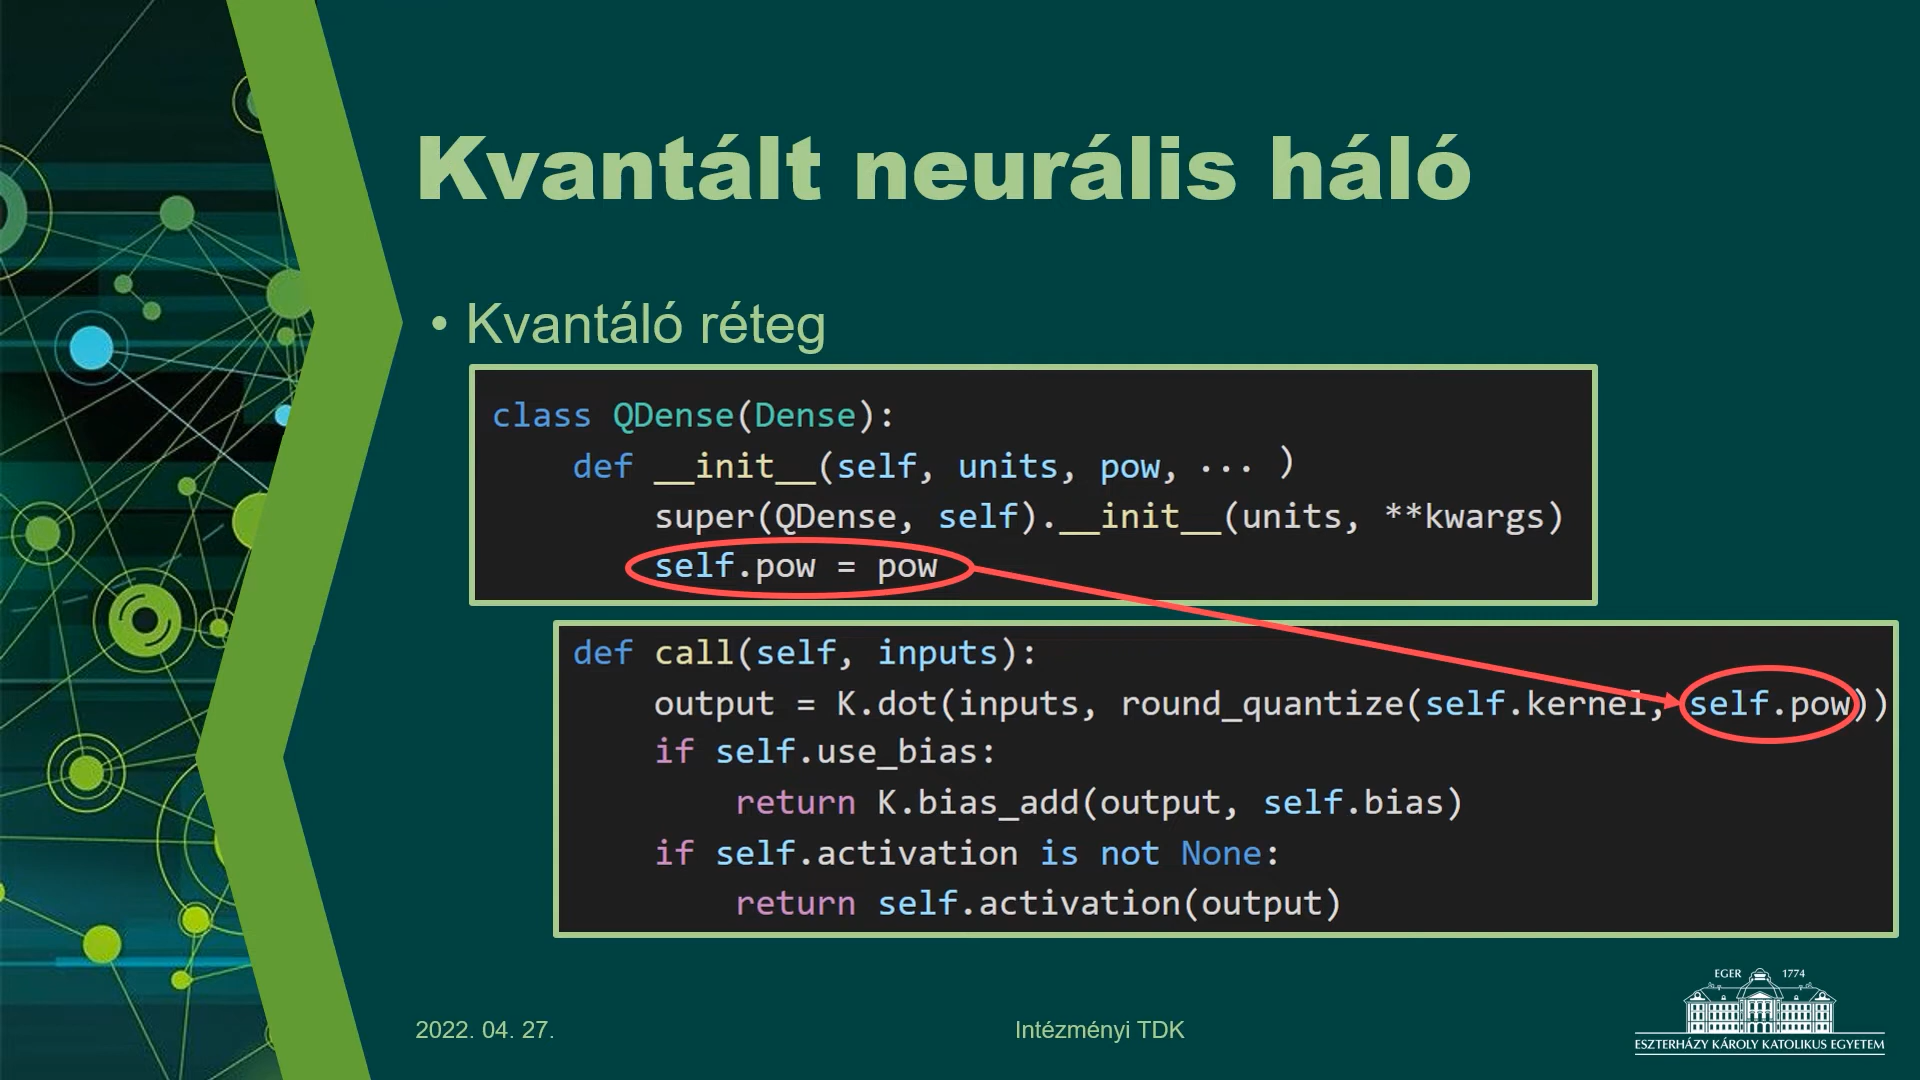 Kvantált neurális háló
• Kvantáló réteg
class QDense(Dense):
    def __init__(self, units, pow, ... )
        super(QDense, self).__init__(units, **kwargs)
        self.pow = pow
def call(self, inputs):
    output = K.dot(inputs, round_quantize(self.kernel, self.pow))
    if self.use_bias:
        return K.bias_add(output, self.bias)
    if self.activation is not None:
        return self.activation(output)
EGER 1774
ESZTERHÁZY KÁROLY KATOLIKUS EGYETEM
2022. 04. 27.
Intézményi TDK